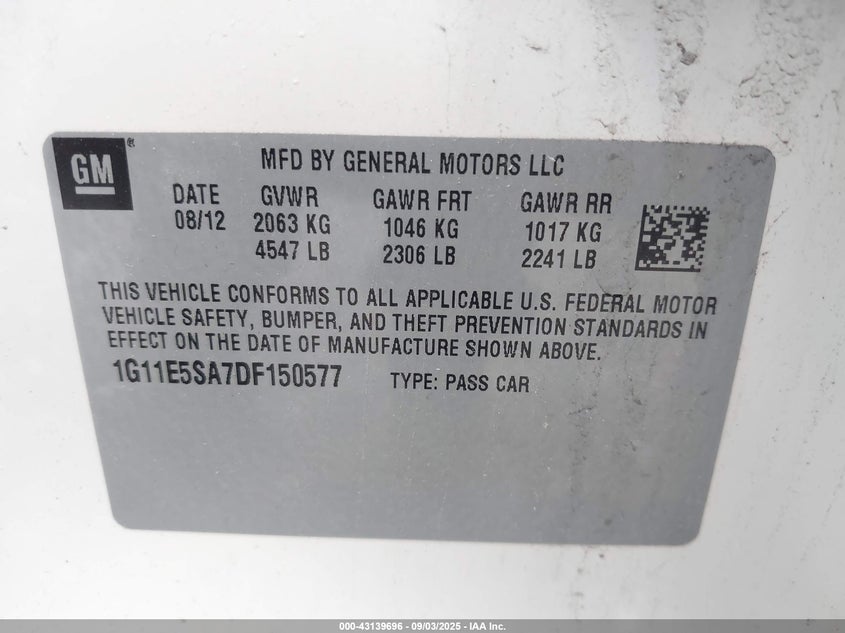 GM®
MFD BY GENERAL MOTORS LLC
DATE GVWR GAWR FRT GAWR RR
08/12 2063 KG 1046 KG 1017 KG
4547 LB 2306 LB 2241 LB
THIS VEHICLE CONFORMS TO ALL APPLICABLE U.S. FEDERAL MOTOR
VEHICLE SAFETY, BUMPER, AND THEFT PREVENTION STANDARDS IN
EFFECT ON THE DATE OF MANUFACTURE SHOWN ABOVE.
1G11E5SA7DF150577 TYPE: PASS CAR
000-43139696 - 09/03/2025 - IAA Inc.